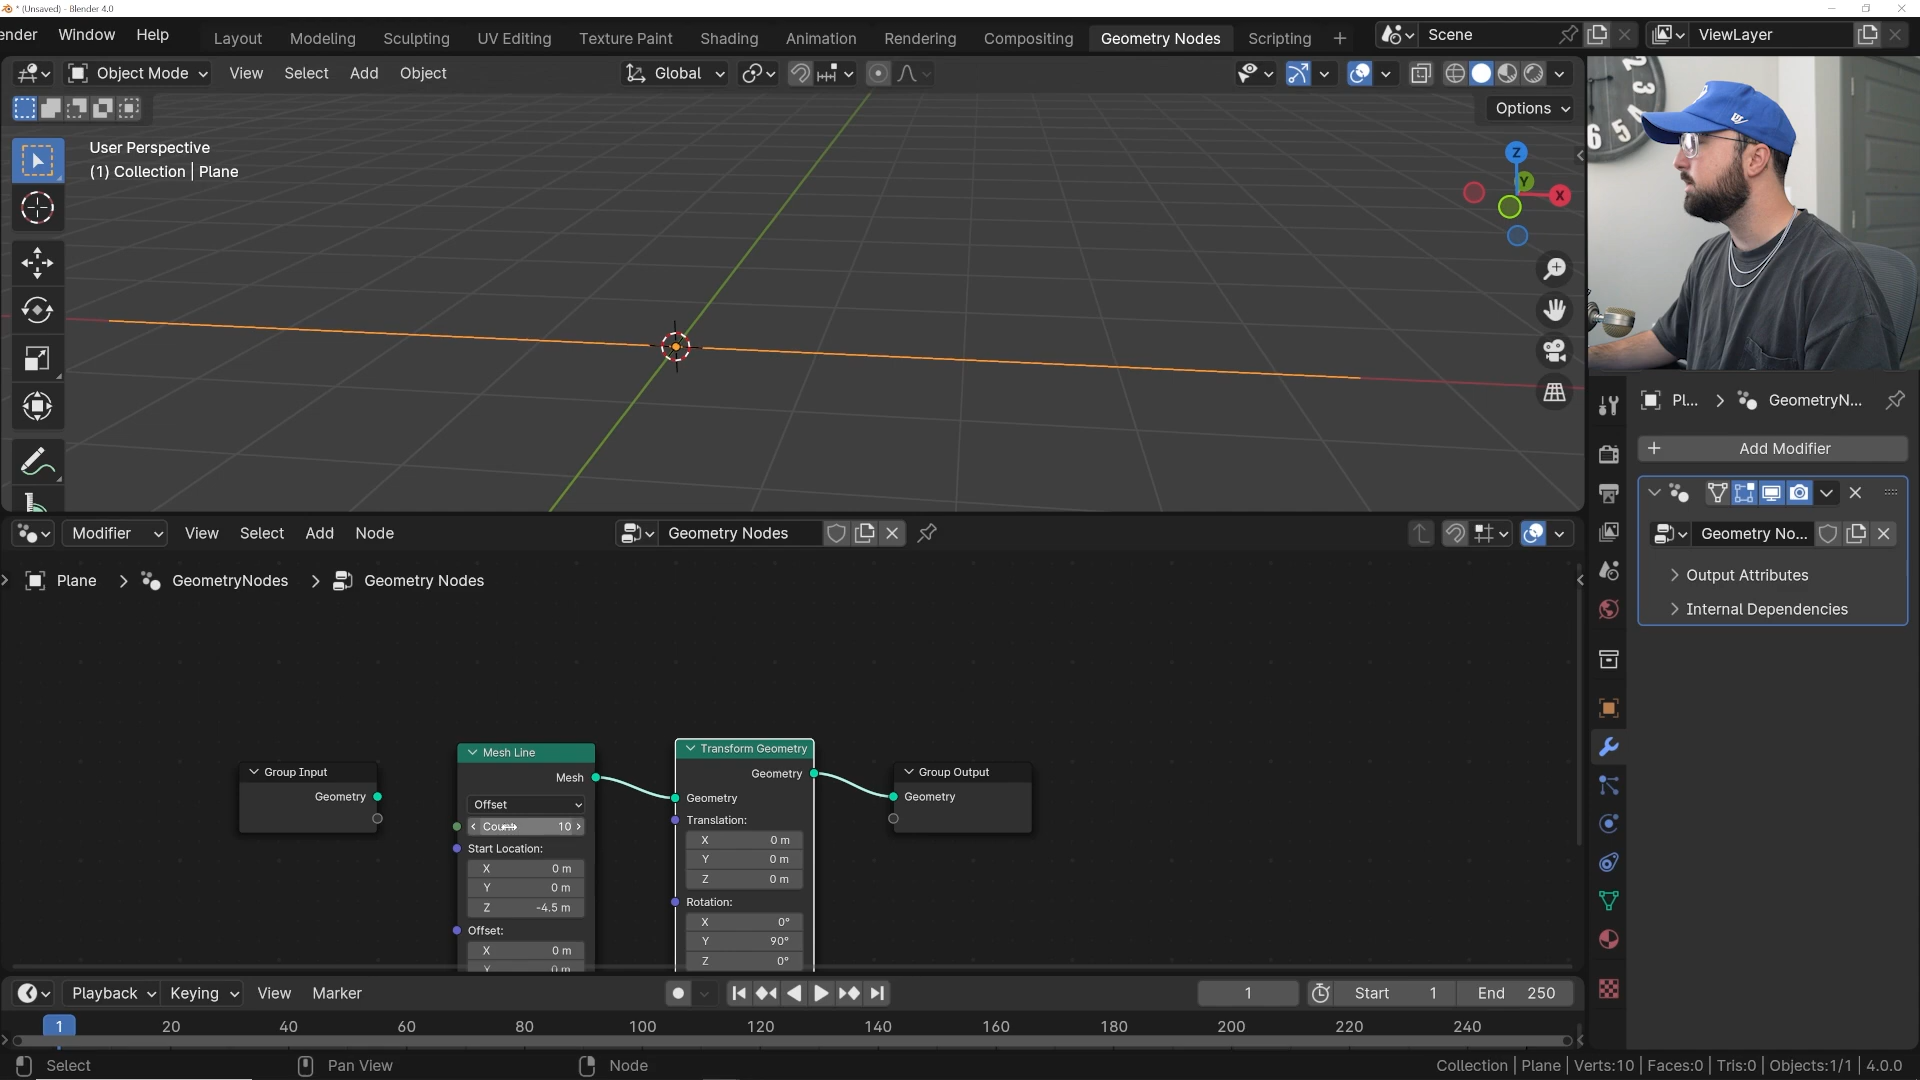 * (Unsaved) - Blender 4.0
ender Window Help Layout Modeling Sculpting UV Editing Texture Paint Shading Animation Rendering Compositing Geometry Nodes Scripting + Scene ViewLayer
Object Mode View Select Add Object Global
Options
User Perspective
(1) Collection | Plane
Z
Y
X
2
3
5
6
Pl... > GeometryN...
+ Add Modifier
Geometry No...
> Output Attributes
> Internal Dependencies
Modifier View Select Add Node Geometry Nodes
Plane > GeometryNodes > Geometry Nodes
Group Input
Geometry
Mesh Line
Mesh
Offset
Count 10
Start Location:
X 0 m
Y 0 m
Z -4.5 m
Offset:
X 0 m
Y 0 m
Transform Geometry
Geometry
Geometry
Translation:
X 0 m
Y 0 m
Z 0 m
Rotation:
X 0°
Y 90°
Z 0°
Group Output
Geometry
Playback Keying View Marker 1 Start 1 End 250
1 20 40 60 80 100 120 140 160 180 200 220 240
Select Pan View Node Collection | Plane | Verts:10 | Faces:0 | Tris:0 | Objects:1/1 | 4.0.0